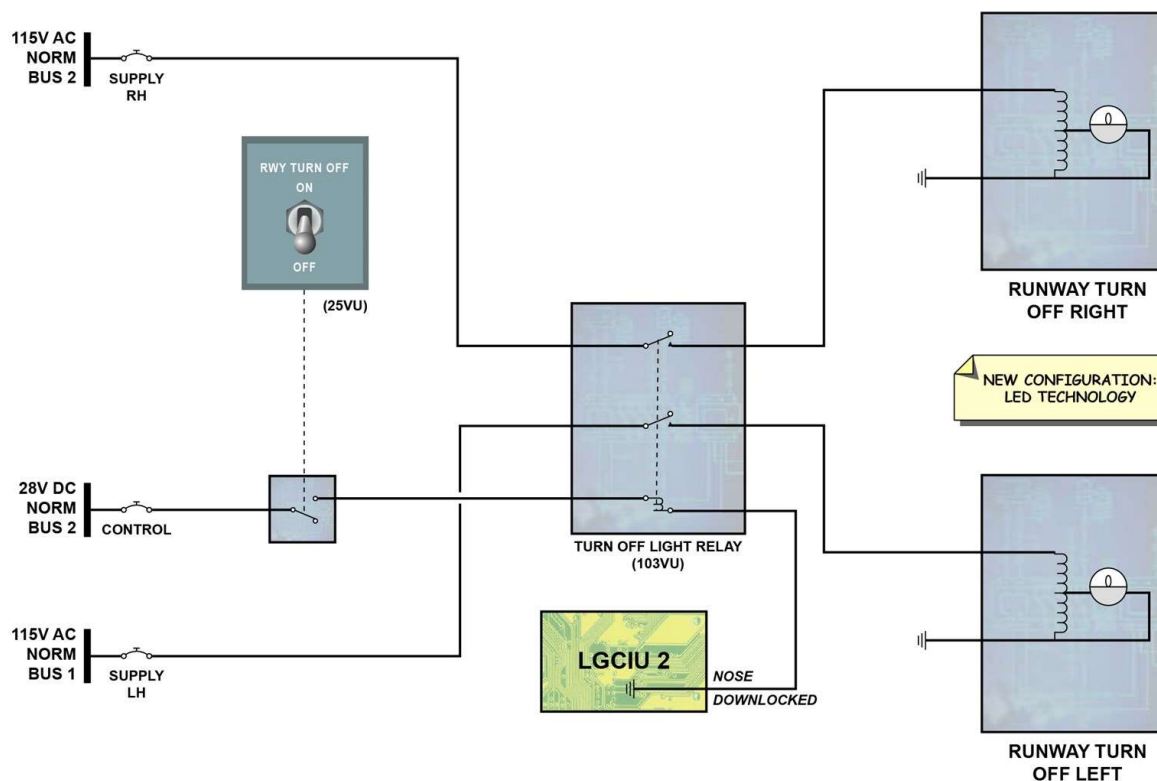 115V AC
NORM
BUS 2
SUPPLY
RH
RWY TURN OFF
ON
OFF
(25VU)
RUNWAY TURN
OFF RIGHT
NEW CONFIGURATION:
LED TECHNOLOGY
28V DC
NORM
BUS 2
CONTROL
TURN OFF LIGHT RELAY
(103VU)
115V AC
NORM
BUS 1
SUPPLY
LH
LGCIU 2
NOSE
DOWNLOCKED
RUNWAY TURN
OFF LEFT